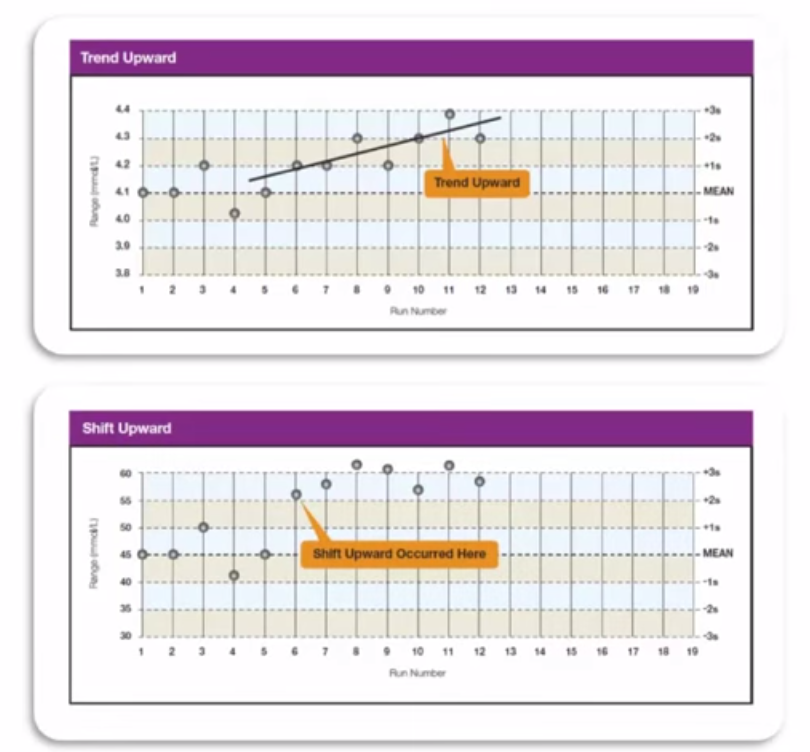 Trend Upward
4.4
4.3
4.2
4.1
4.0
3.9
3.8
Range (mmol/L)
+3s
+2s
+1s
MEAN
-1s
-2s
-3s
Trend Upward
1 2 3 4 5 6 7 8 9 10 11 12 13 14 15 16 17 18 19
Run Number
Shift Upward
60
55
50
45
40
35
30
Range (mmol/L)
+3s
+2s
+1s
MEAN
-1s
-2s
-3s
Shift Upward Occurred Here
1 2 3 4 5 6 7 8 9 10 11 12 13 14 15 16 17 18 19
Run Number